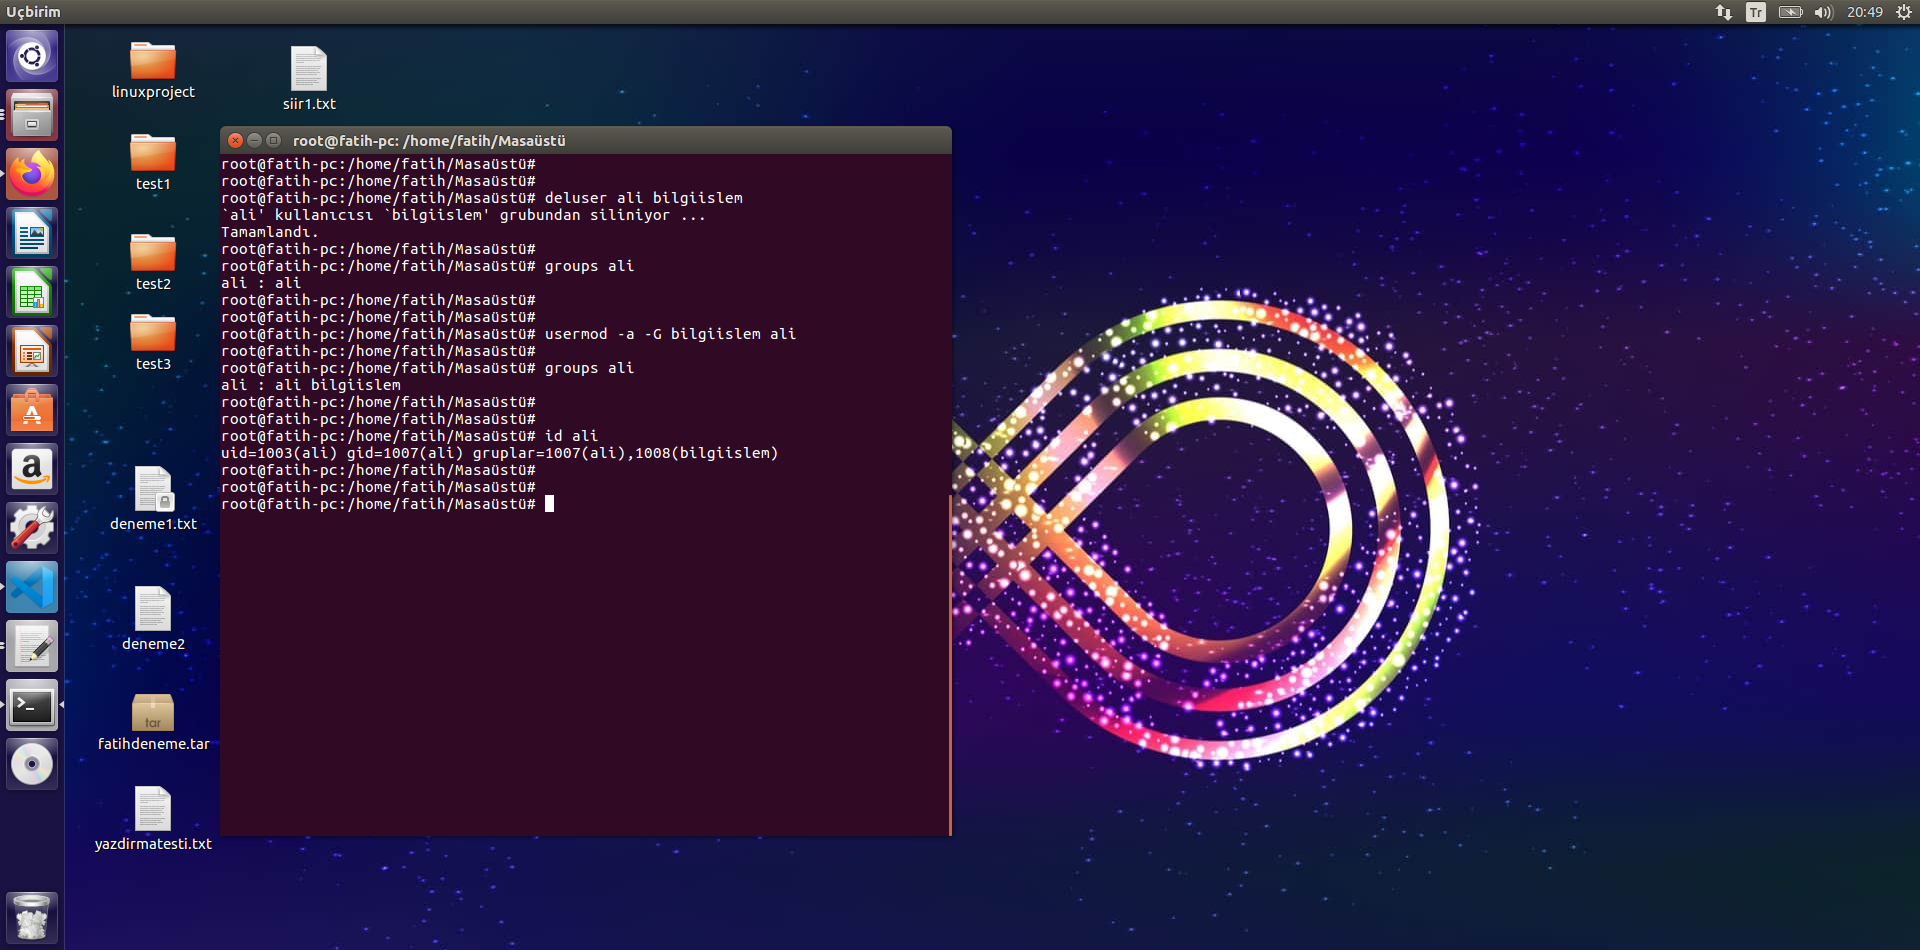 Uçbirim
Tr
20:49
linuxproject
siir1.txt
test1
test2
test3
deneme1.txt
deneme2
tar
fatihdeneme.tar
yazdirmatesti.txt
root@fatih-pc: /home/fatih/Masaüstü
root@fatih-pc:/home/fatih/Masaüstü#
root@fatih-pc:/home/fatih/Masaüstü#
root@fatih-pc:/home/fatih/Masaüstü# deluser ali bilgiislem
`ali' kullanıcısı `bilgiislem' grubundan siliniyor ...
Tamamlandı.
root@fatih-pc:/home/fatih/Masaüstü#
root@fatih-pc:/home/fatih/Masaüstü# groups ali
ali : ali
root@fatih-pc:/home/fatih/Masaüstü#
root@fatih-pc:/home/fatih/Masaüstü#
root@fatih-pc:/home/fatih/Masaüstü# usermod -a -G bilgiislem ali
root@fatih-pc:/home/fatih/Masaüstü#
root@fatih-pc:/home/fatih/Masaüstü# groups ali
ali : ali bilgiislem
root@fatih-pc:/home/fatih/Masaüstü#
root@fatih-pc:/home/fatih/Masaüstü#
root@fatih-pc:/home/fatih/Masaüstü# id ali
uid=1003(ali) gid=1007(ali) gruplar=1007(ali),1008(bilgiislem)
root@fatih-pc:/home/fatih/Masaüstü#
root@fatih-pc:/home/fatih/Masaüstü#
root@fatih-pc:/home/fatih/Masaüstü#